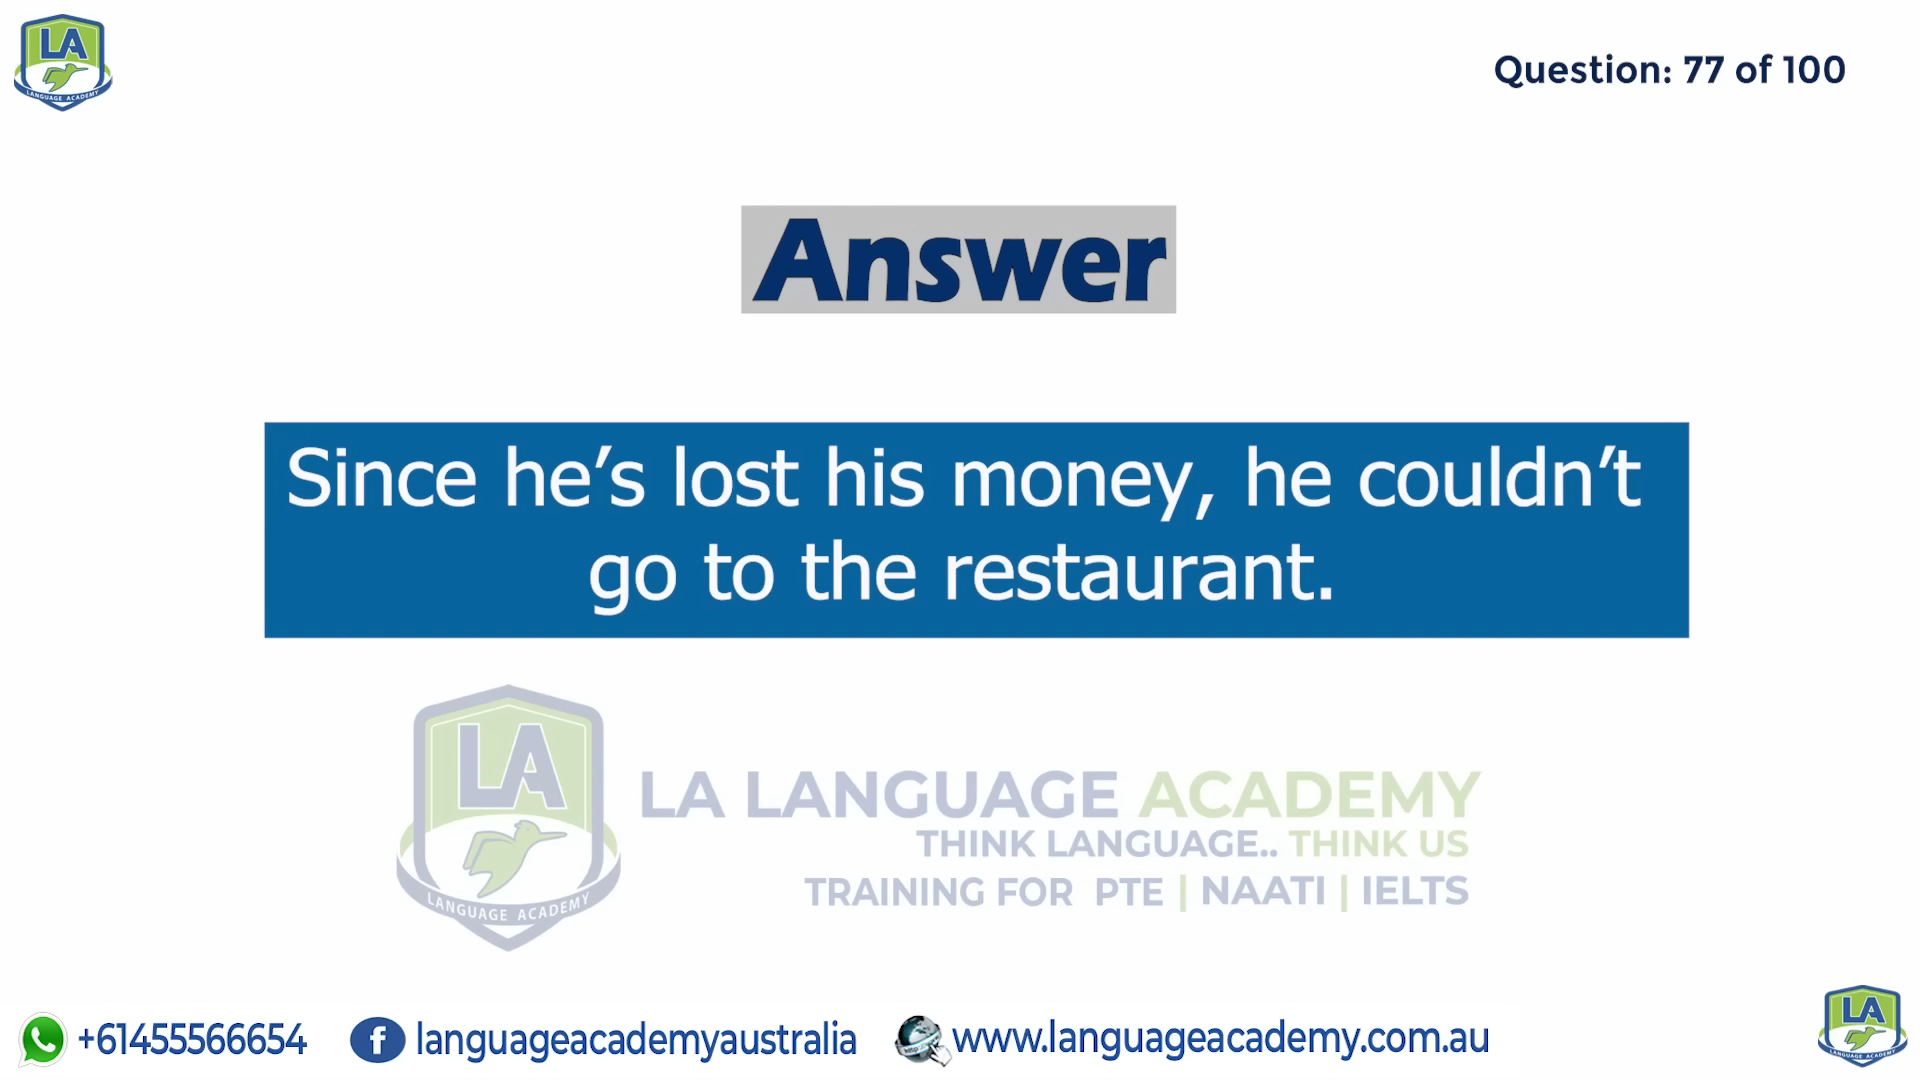 LA
LANGUAGE ACADEMY
Question: 77 of 100
Answer
Since he’s lost his money, he couldn’t
go to the restaurant.
LA
LANGUAGE ACADEMY
LA LANGUAGE ACADEMY
THINK LANGUAGE.. THINK US
TRAINING FOR PTE | NAATI | IELTS
+61455566654
languageacademyaustralia
www.languageacademy.com.au
LA
LANGUAGE ACADEMY